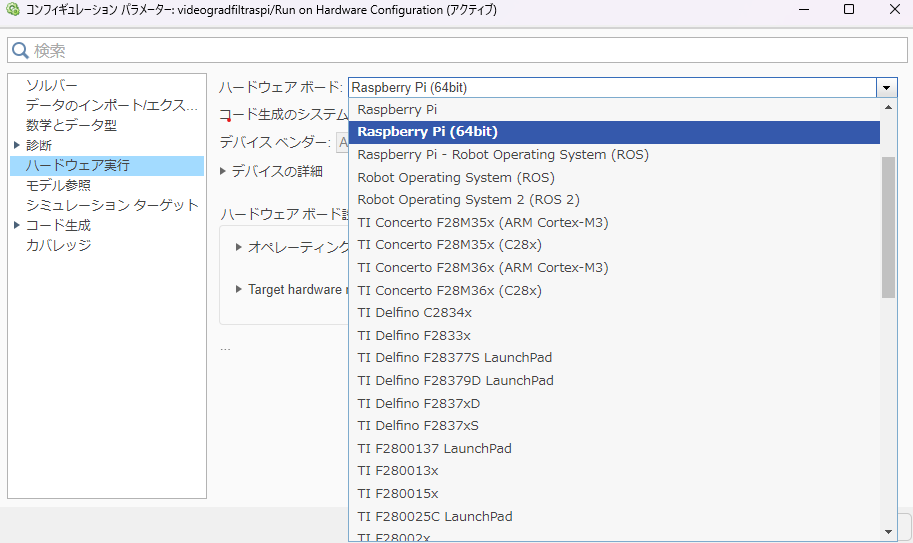 コンフィギュレーション パラメーター: videogradfiltraspi/Run on Hardware Configuration (アクティブ)
検索
ソルバー
データのインポート/エクス...
数学とデータ型
診断
ハードウェア実行
モデル参照
シミュレーション ターゲット
コード生成
カバレッジ
ハードウェア ボード: Raspberry Pi (64bit)
コード生成のシステム
デバイス ベンダー: A
デバイスの詳細
ハードウェア ボード設
オペレーティング
Target hardware r
...
Raspberry Pi
Raspberry Pi (64bit)
Raspberry Pi - Robot Operating System (ROS)
Robot Operating System (ROS)
Robot Operating System 2 (ROS 2)
TI Concerto F28M35x (ARM Cortex-M3)
TI Concerto F28M35x (C28x)
TI Concerto F28M36x (ARM Cortex-M3)
TI Concerto F28M36x (C28x)
TI Delfino C2834x
TI Delfino F2833x
TI Delfino F28377S LaunchPad
TI Delfino F28379D LaunchPad
TI Delfino F2837xD
TI Delfino F2837xS
TI F2800137 LaunchPad
TI F280013x
TI F280015x
TI F280025C LaunchPad
TI F28002x